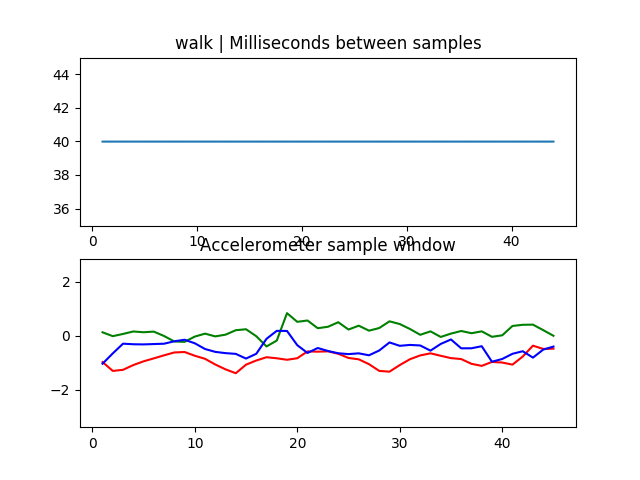 walk | Milliseconds between samples
44
42
40
38
36
0 10 20 30 40
Accelerometer sample window
2
0
−2
0 10 20 30 40